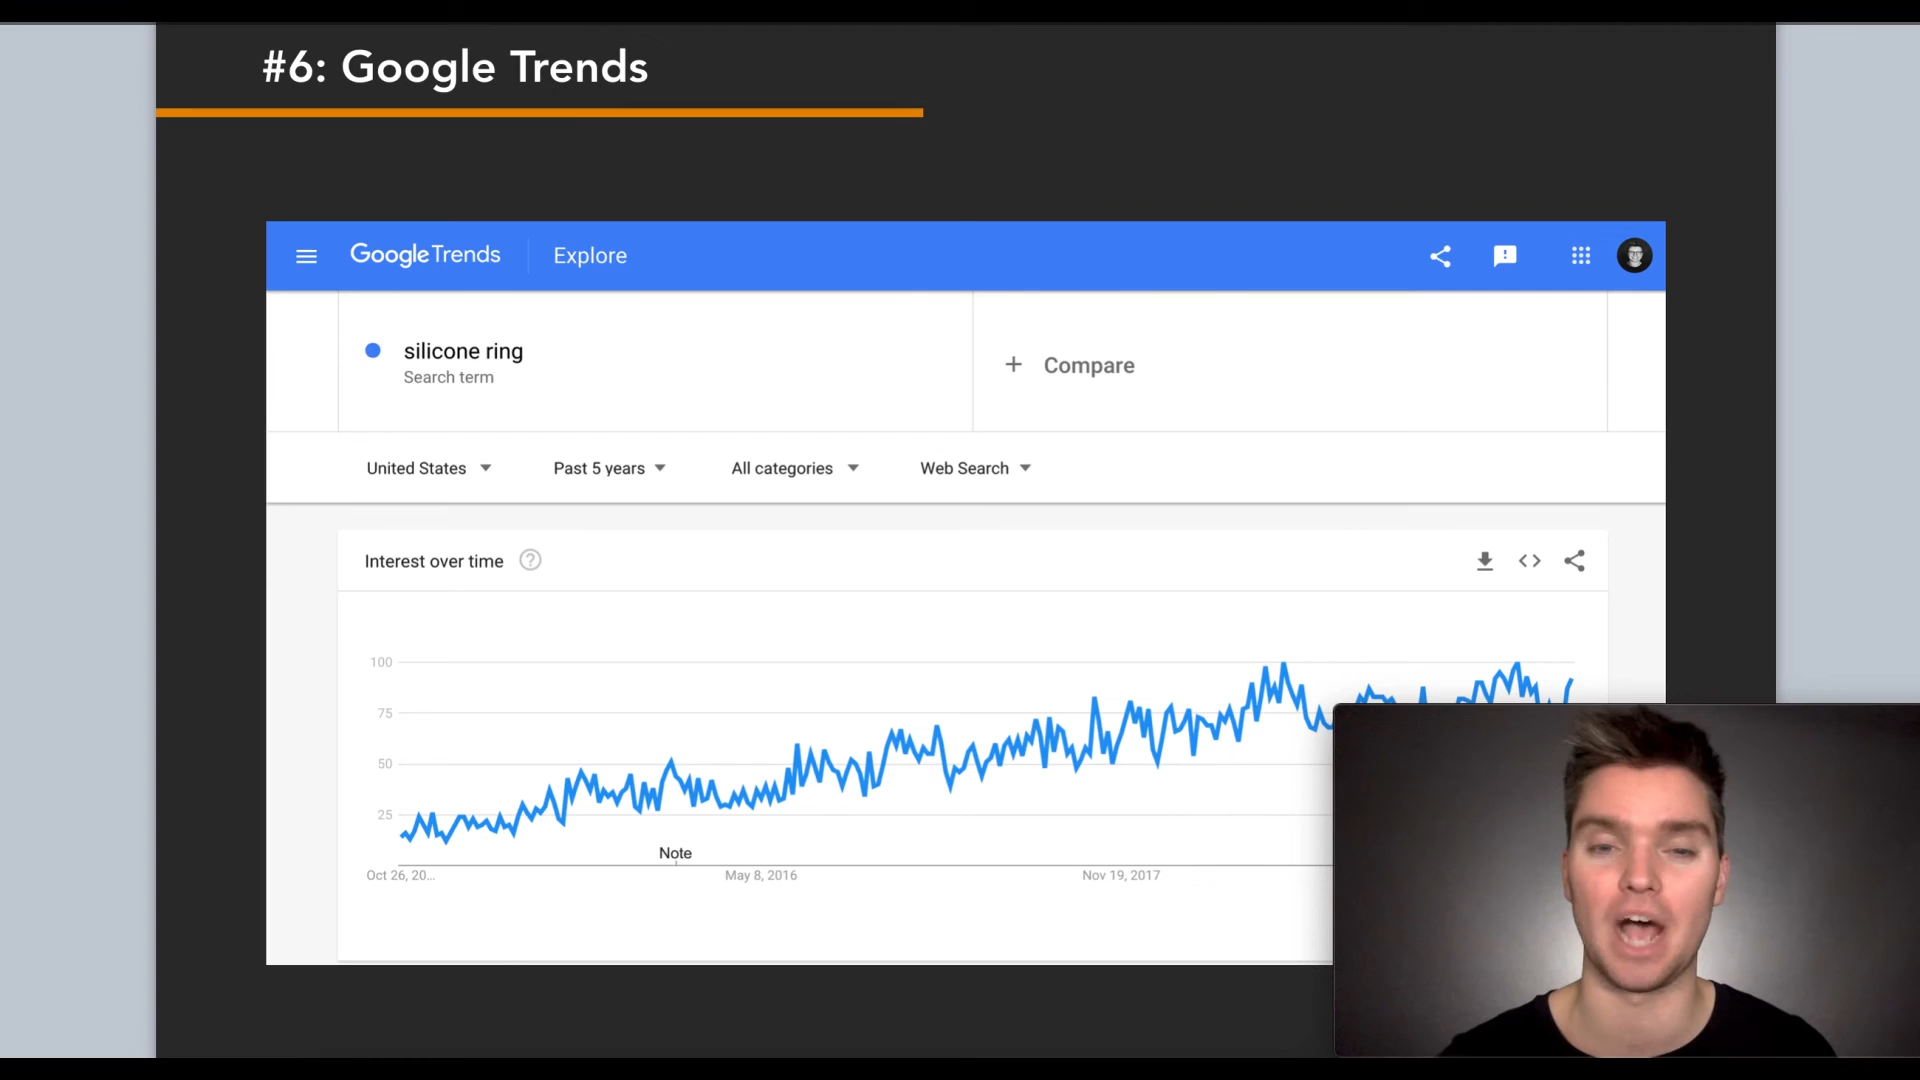 #6: Google Trends
Google Trends Explore
silicone ring
Search term
+ Compare
United States Past 5 years All categories Web Search
Interest over time ?
100
75
50
25
Note
Oct 26, 20... May 8, 2016 Nov 19, 2017